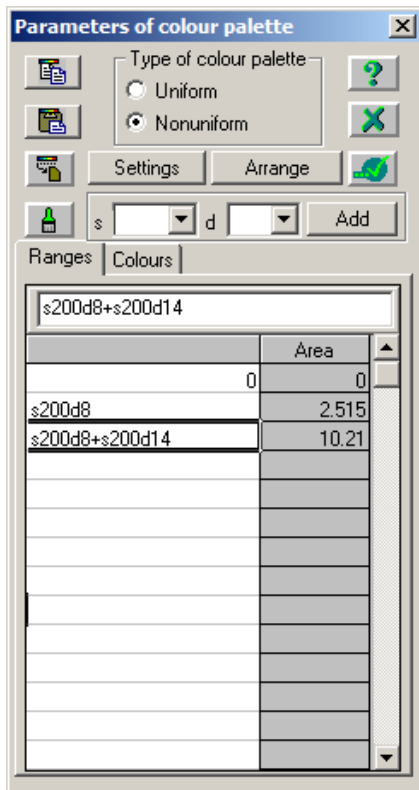 Parameters of colour palette
Type of colour palette
Uniform
Nonuniform
Settings Arrange
s d Add
Ranges Colours
s200d8+s200d14
Area
0 0
s200d8 2.515
s200d8+s200d14 10.21